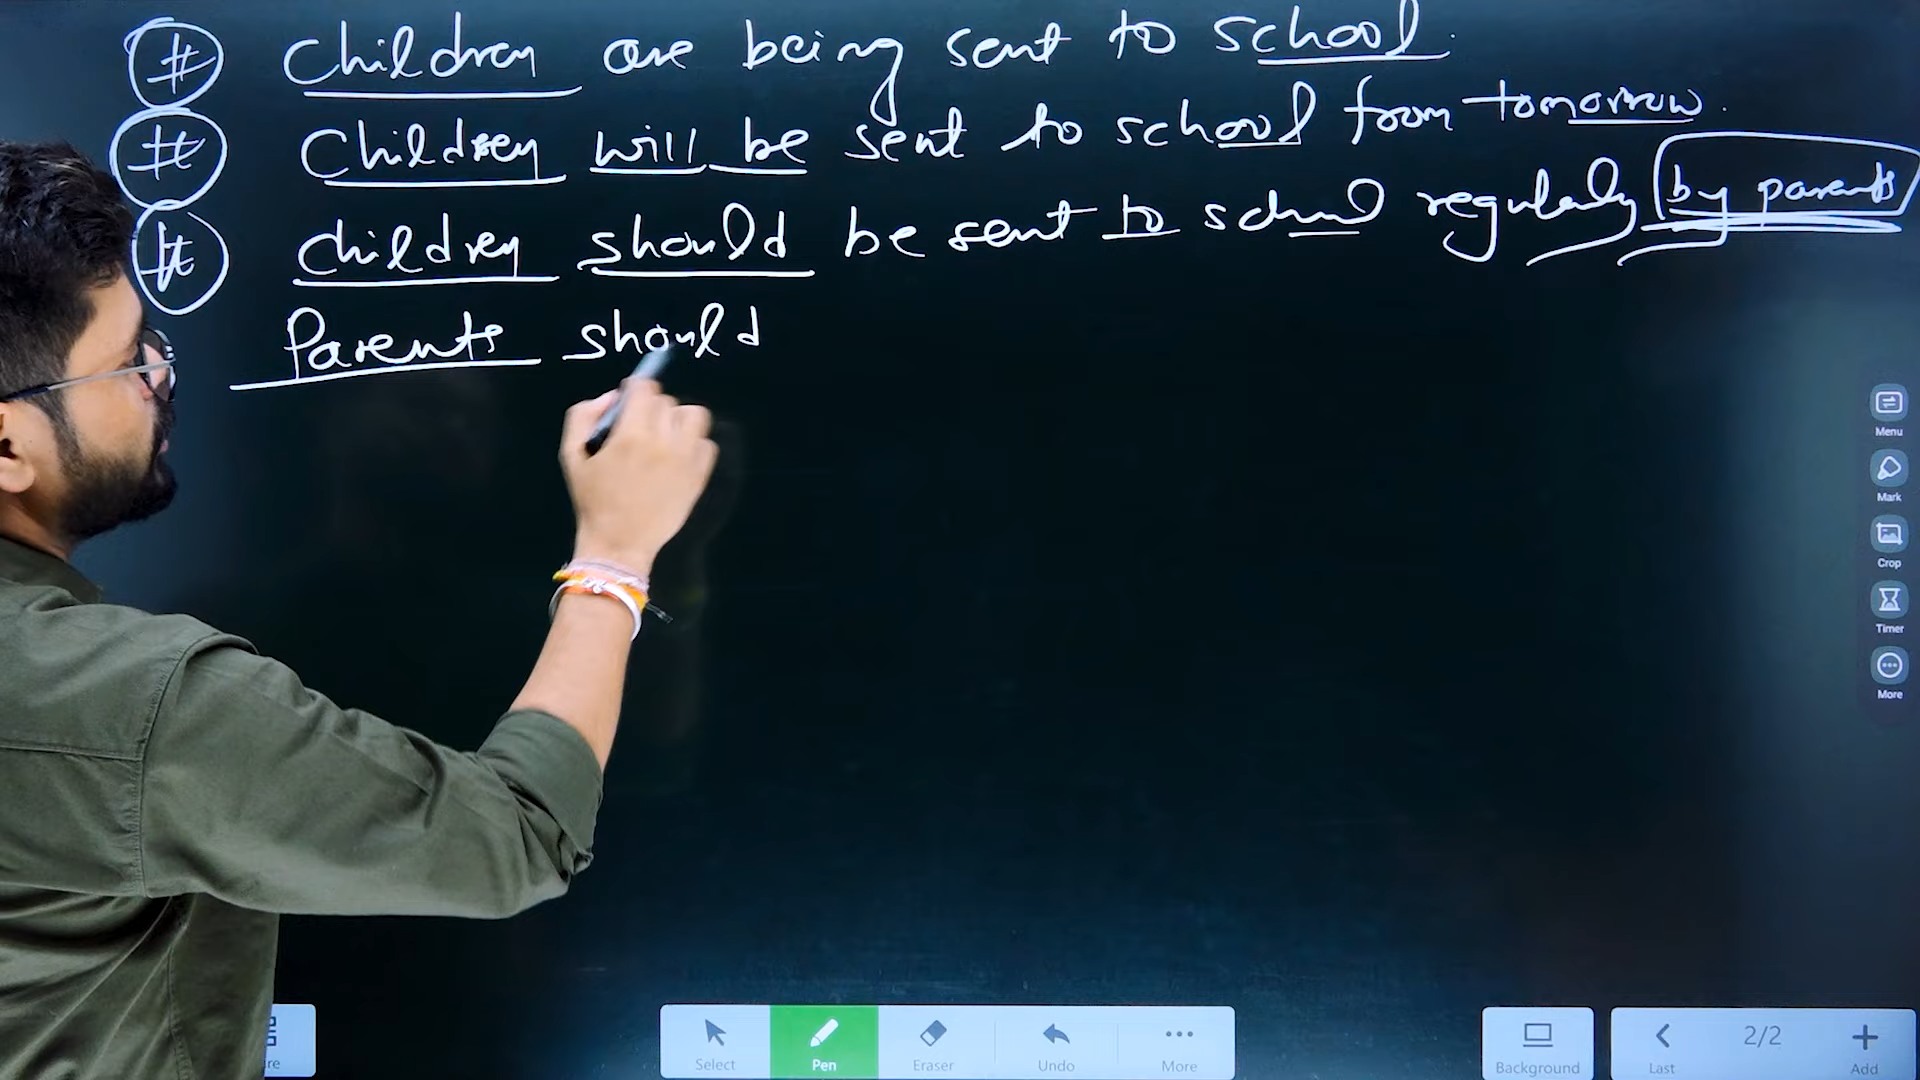 # Children are being sent to school.
# Children will be sent to school from tomorrow.
# Children should be sent to school regularly by parents
Parents should
Menu
Mark
Crop
Timer
More
Select
Pen
Eraser
Undo
More
Background
Last
2/2
Add